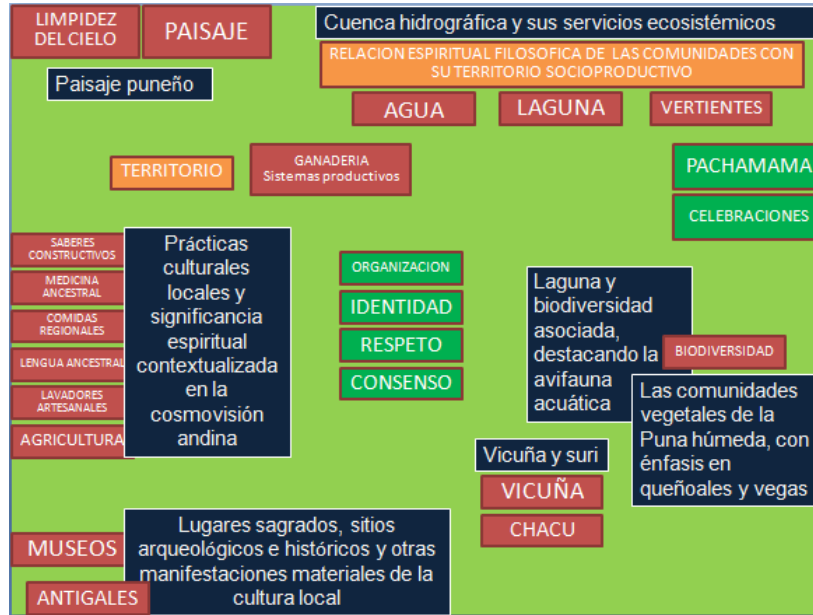 LIMPIDEZ
DEL CIELO
PAISAJE
Cuenca hidrográfica y sus servicios ecosistémicos
RELACION ESPIRITUAL FILOSOFICA DE LAS COMUNIDADES CON
SU TERRITORIO SOCIOPRODUCTIVO
Paisaje puneño
AGUA
LAGUNA
VERTIENTES
TERRITORIO
GANADERIA
Sistemas productivos
PACHAMAMA
CELEBRACIONES
SABERES
CONSTRUCTIVOS
MEDICINA
ANCESTRAL
COMIDAS
REGIONALES
LENGUA ANCESTRAL
LAVADORES
ARTESANALES
AGRICULTURA
Prácticas
culturales
locales y
significancia
espiritual
contextualizada
en la
cosmovisión
andina
ORGANIZACION
IDENTIDAD
RESPETO
CONSENSO
Laguna y
biodiversidad
asociada,
destacando la
avifauna
acuática
BIODIVERSIDAD
Las comunidades
vegetales de la
Puna húmeda, con
énfasis en
queñoales y vegas
Vicuña y suri
VICUÑA
CHACU
MUSEOS
ANTIGALES
Lugares sagrados, sitios
arqueológicos e históricos y otras
manifestaciones materiales de la
cultura local